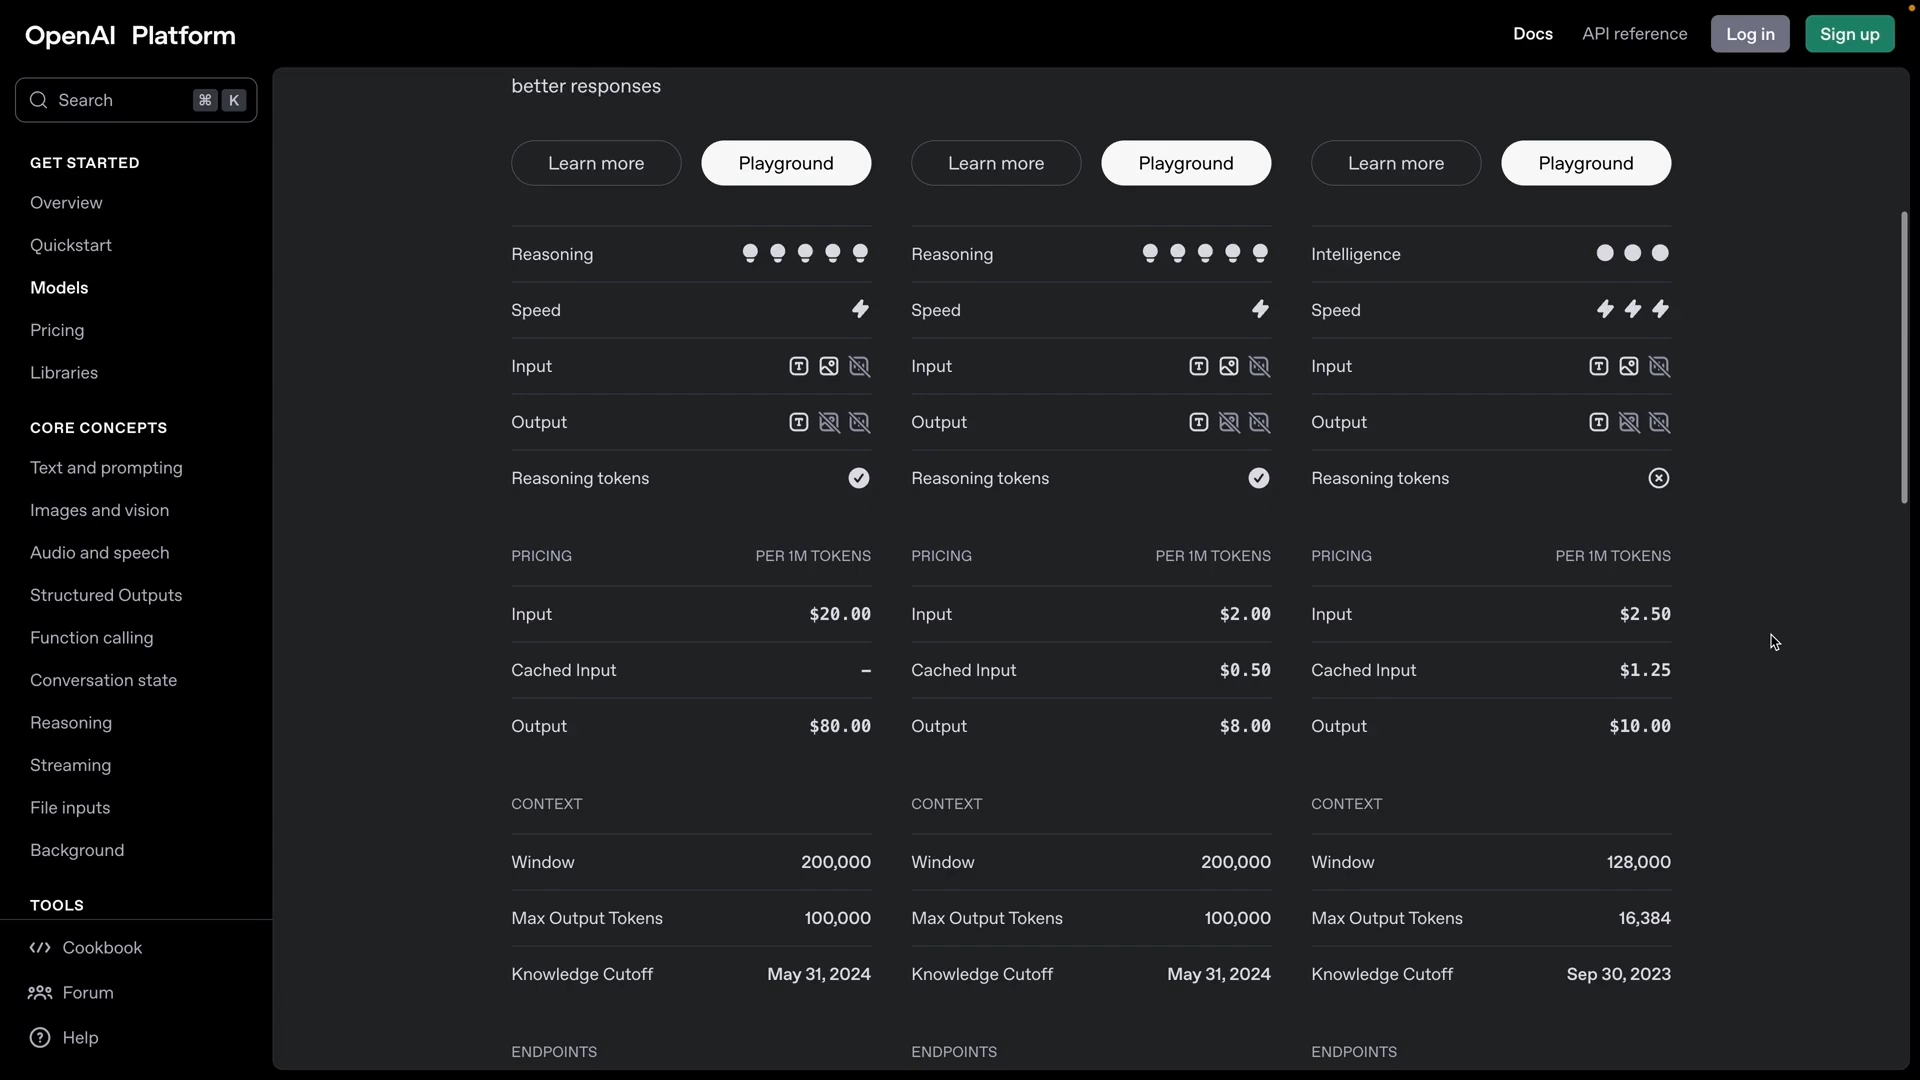 OpenAI Platform
Docs
API reference
Log in
Sign up
Search
⌘ K
GET STARTED
Overview
Quickstart
Models
Pricing
Libraries
CORE CONCEPTS
Text and prompting
Images and vision
Audio and speech
Structured Outputs
Function calling
Conversation state
Reasoning
Streaming
File inputs
Background
TOOLS
Cookbook
Forum
Help
better responses
Learn more Playground
Reasoning
Speed
Input
Output
Reasoning tokens
PRICING PER 1M TOKENS
Input $20.00
Cached Input –
Output $80.00
CONTEXT
Window 200,000
Max Output Tokens 100,000
Knowledge Cutoff May 31, 2024
ENDPOINTS
Learn more Playground
Reasoning
Speed
Input
Output
Reasoning tokens
PRICING PER 1M TOKENS
Input $2.00
Cached Input $0.50
Output $8.00
CONTEXT
Window 200,000
Max Output Tokens 100,000
Knowledge Cutoff May 31, 2024
ENDPOINTS
Learn more Playground
Intelligence
Speed
Input
Output
Reasoning tokens
PRICING PER 1M TOKENS
Input $2.50
Cached Input $1.25
Output $10.00
CONTEXT
Window 128,000
Max Output Tokens 16,384
Knowledge Cutoff Sep 30, 2023
ENDPOINTS